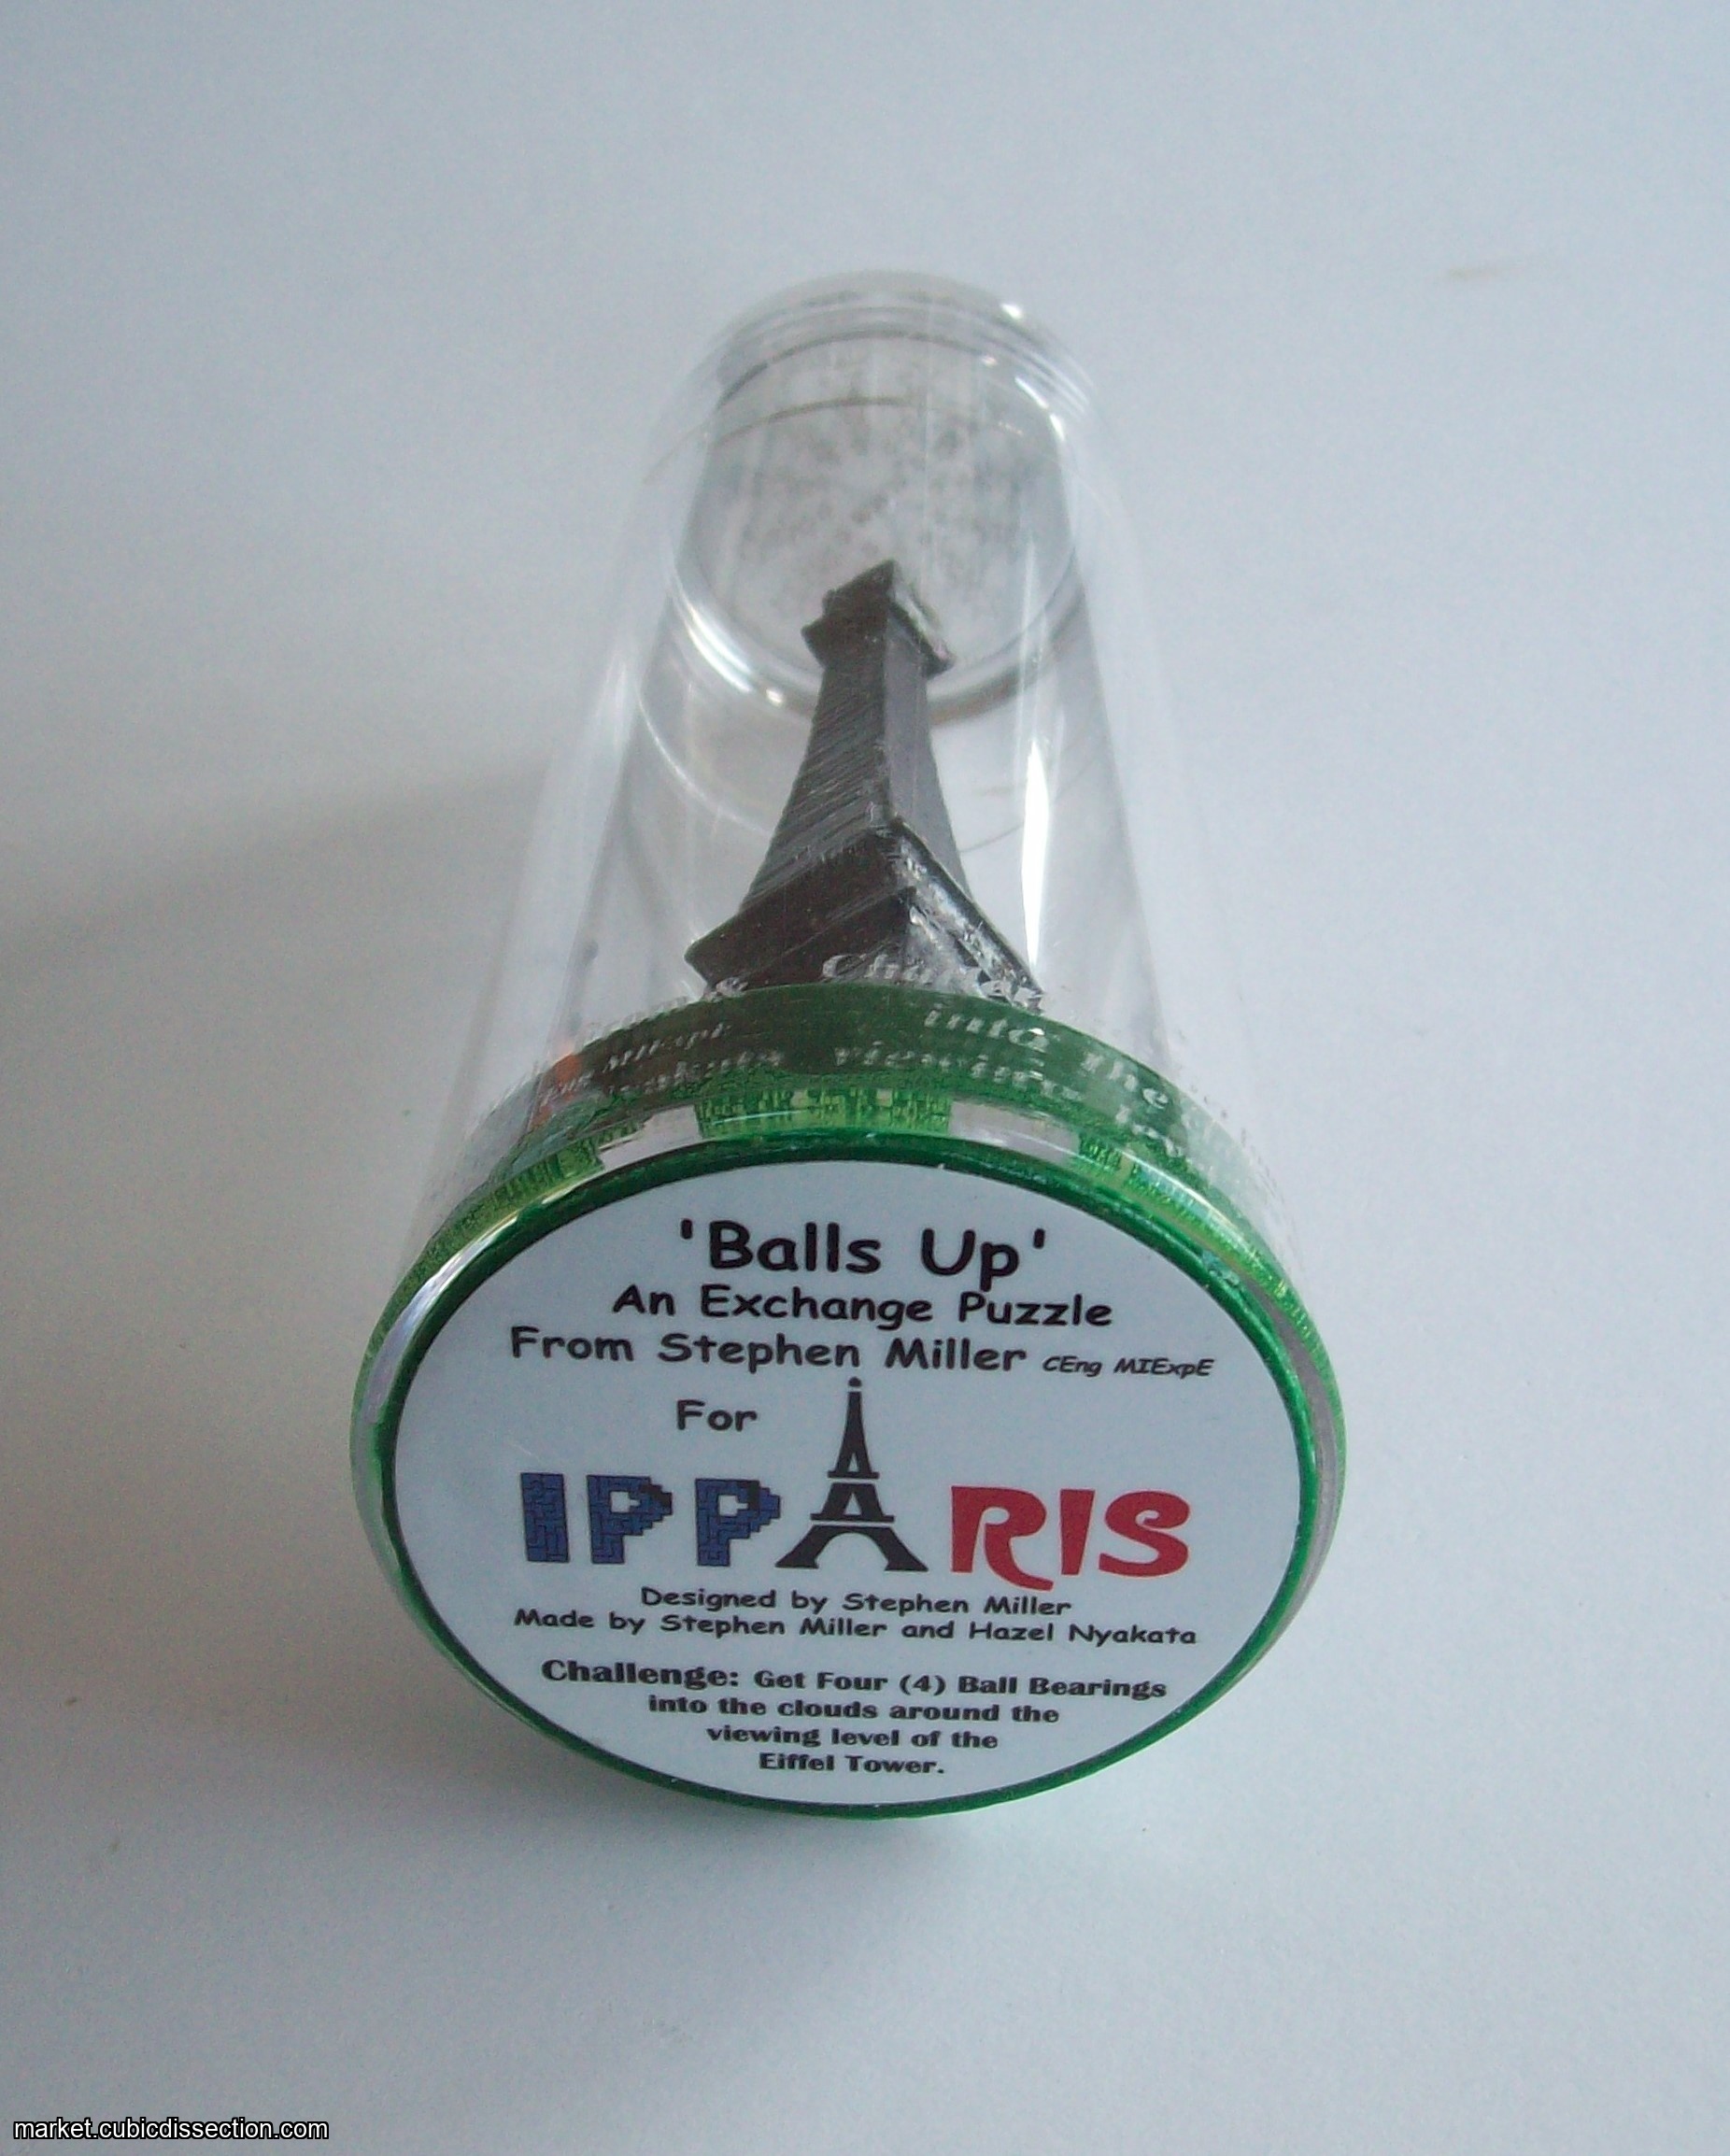 'Balls Up'
An Exchange Puzzle
From Stephen Miller CEng MIExpE
For
IPPARIS
Designed by Stephen Miller
Made by Stephen Miller and Hazel Nyakata
Challenge: Get Four (4) Ball Bearings
into the clouds around the
viewing level of the
Eiffel Tower.
market.cubicdissection.com